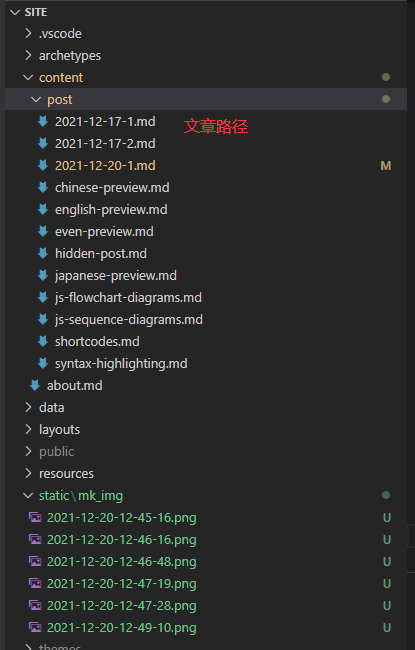 SITE
.vscode
archetypes
content
post
2021-12-17-1.md 文章路径
2021-12-17-2.md
2021-12-20-1.md M
chinese-preview.md
english-preview.md
even-preview.md
hidden-post.md
japanese-preview.md
js-flowchart-diagrams.md
js-sequence-diagrams.md
shortcodes.md
syntax-highlighting.md
about.md
data
layouts
public
resources
static\mk_img
2021-12-20-12-45-16.png U
2021-12-20-12-46-16.png U
2021-12-20-12-46-48.png U
2021-12-20-12-47-19.png U
2021-12-20-12-47-28.png U
2021-12-20-12-49-10.png U
themes